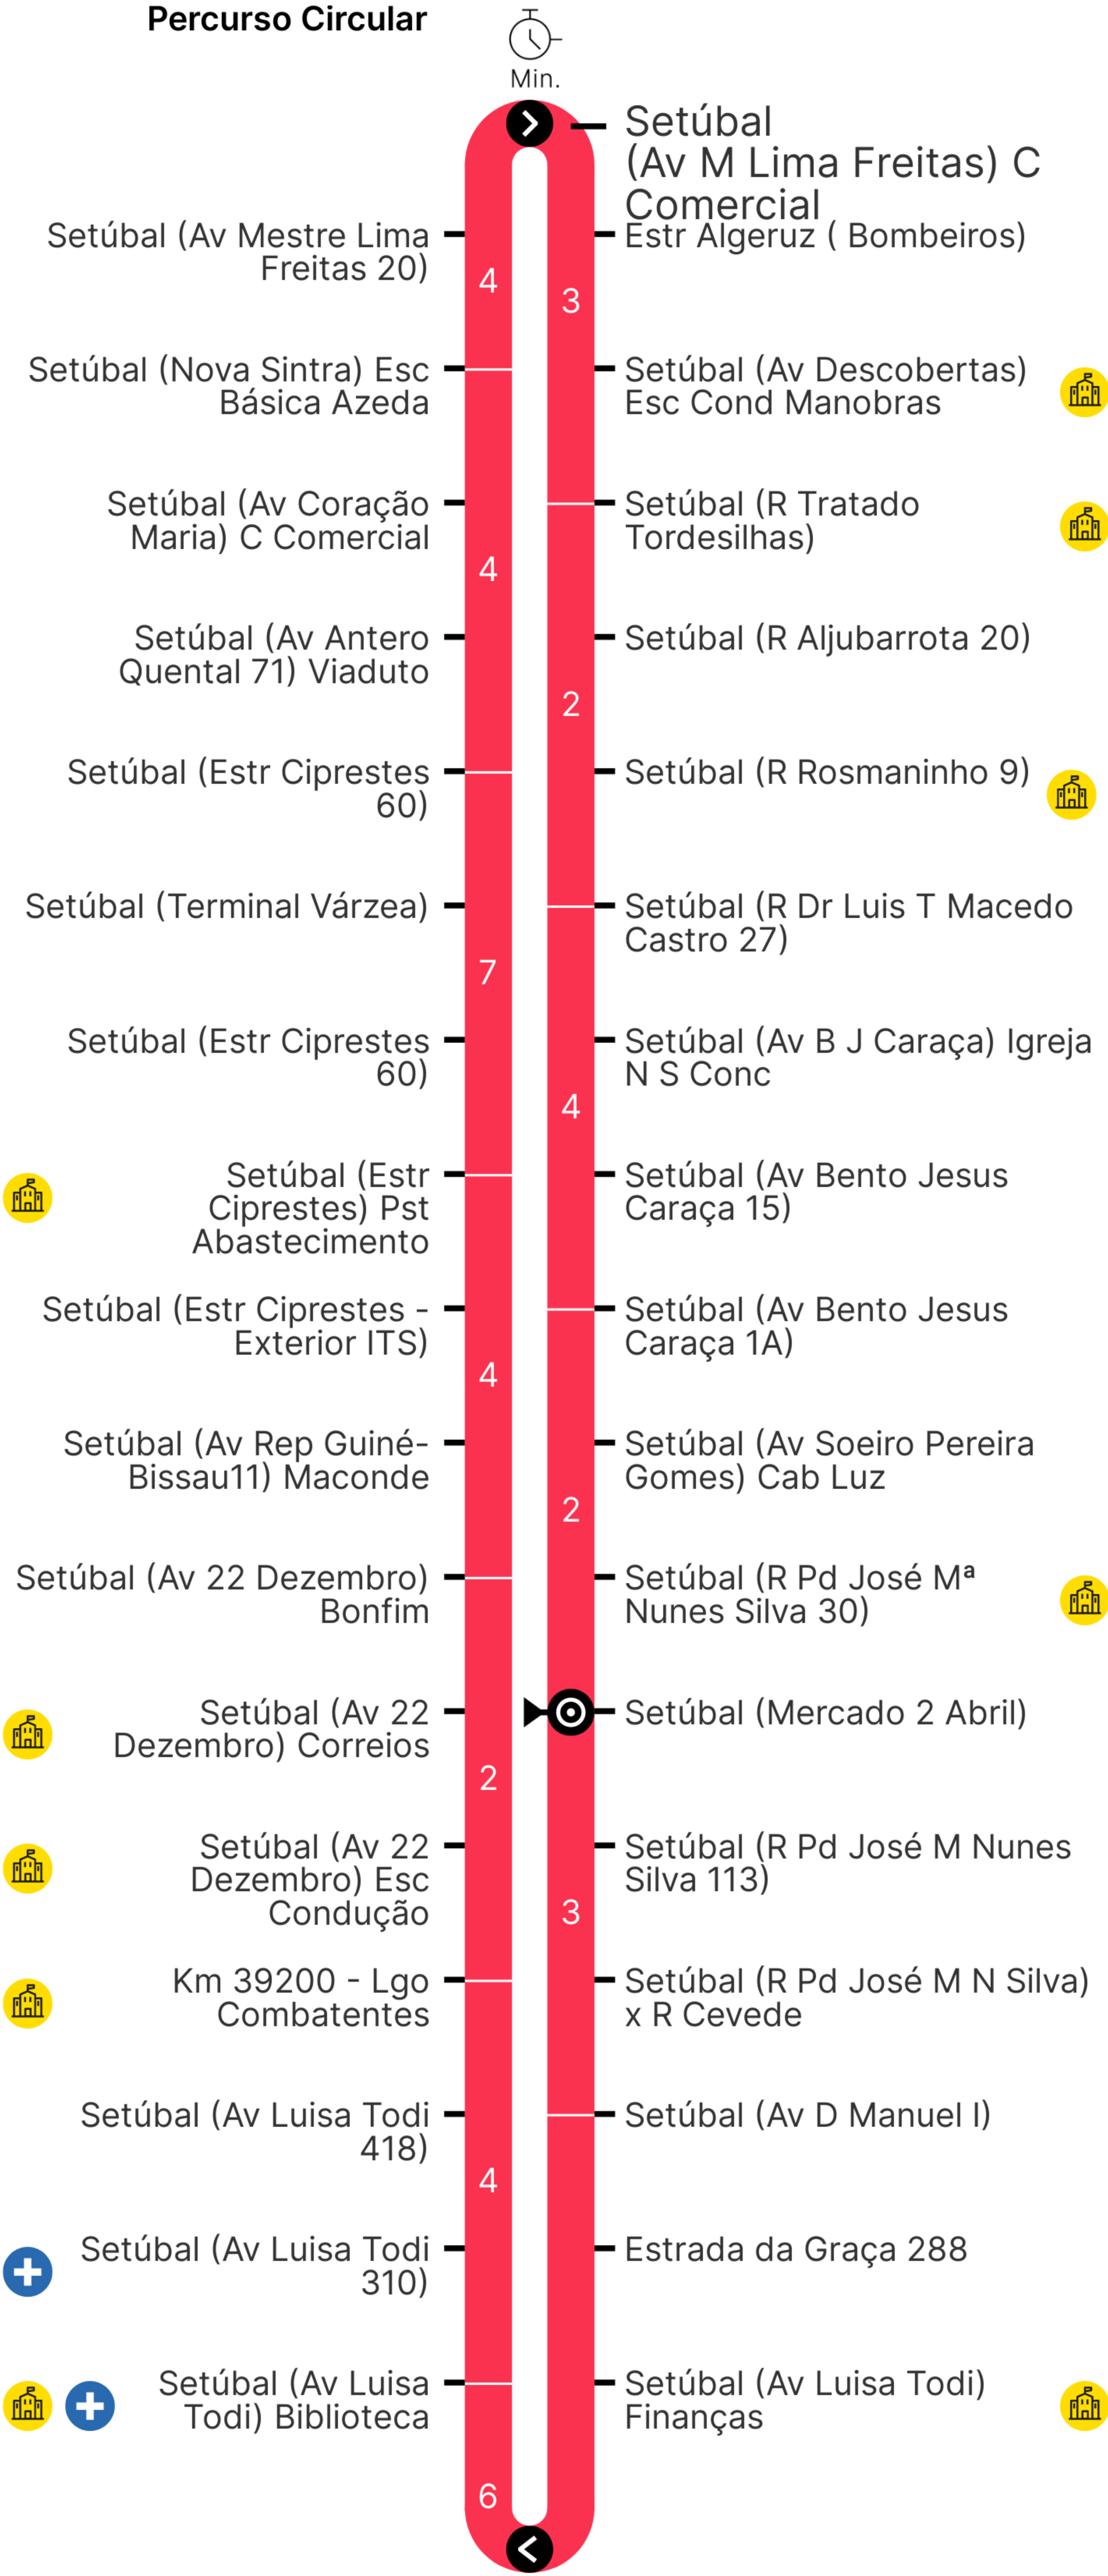 Percurso Circular
Min.
Setúbal
(Av M Lima Freitas) C
Comercial
Estr Algeruz ( Bombeiros)
3
Setúbal (Av Descobertas)
Esc Cond Manobras
Setúbal (R Tratado
Tordesilhas)
Setúbal (R Aljubarrota 20)
2
Setúbal (R Rosmaninho 9)
Setúbal (R Dr Luis T Macedo
Castro 27)
Setúbal (Av B J Caraça) Igreja
N S Conc
4
Setúbal (Av Bento Jesus
Caraça 15)
Setúbal (Av Bento Jesus
Caraça 1A)
Setúbal (Av Soeiro Pereira
Gomes) Cab Luz
2
Setúbal (R Pd José Mª
Nunes Silva 30)
Setúbal (Mercado 2 Abril)
Setúbal (R Pd José M Nunes
Silva 113)
3
Setúbal (R Pd José M N Silva)
x R Cevede
Setúbal (Av D Manuel I)
Estrada da Graça 288
Setúbal (Av Luisa Todi)
Finanças
Setúbal (Av Mestre Lima
Freitas 20)
4
Setúbal (Nova Sintra) Esc
Básica Azeda
Setúbal (Av Coração
Maria) C Comercial
4
Setúbal (Av Antero
Quental 71) Viaduto
Setúbal (Estr Ciprestes
60)
Setúbal (Terminal Várzea)
7
Setúbal (Estr Ciprestes
60)
Setúbal (Estr
Ciprestes) Pst
Abastecimento
Setúbal (Estr Ciprestes -
Exterior ITS)
4
Setúbal (Av Rep Guiné-
Bissau11) Maconde
Setúbal (Av 22 Dezembro)
Bonfim
Setúbal (Av 22
Dezembro) Correios
2
Setúbal (Av 22
Dezembro) Esc
Condução
Km 39200 - Lgo
Combatentes
Setúbal (Av Luisa Todi
418)
4
Setúbal (Av Luisa Todi
310)
Setúbal (Av Luisa
Todi) Biblioteca
6